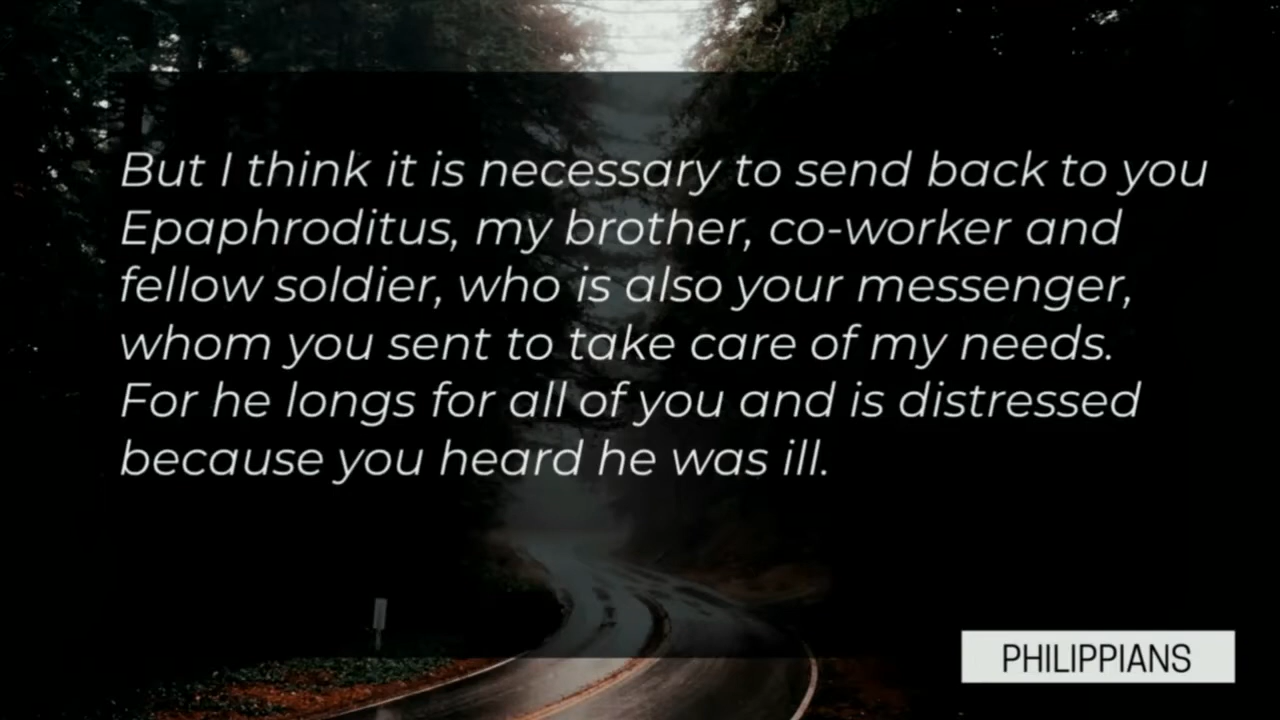 But I think it is necessary to send back to you
Epaphroditus, my brother, co-worker and
fellow soldier, who is also your messenger,
whom you sent to take care of my needs.
For he longs for all of you and is distressed
because you heard he was ill.
PHILIPPIANS